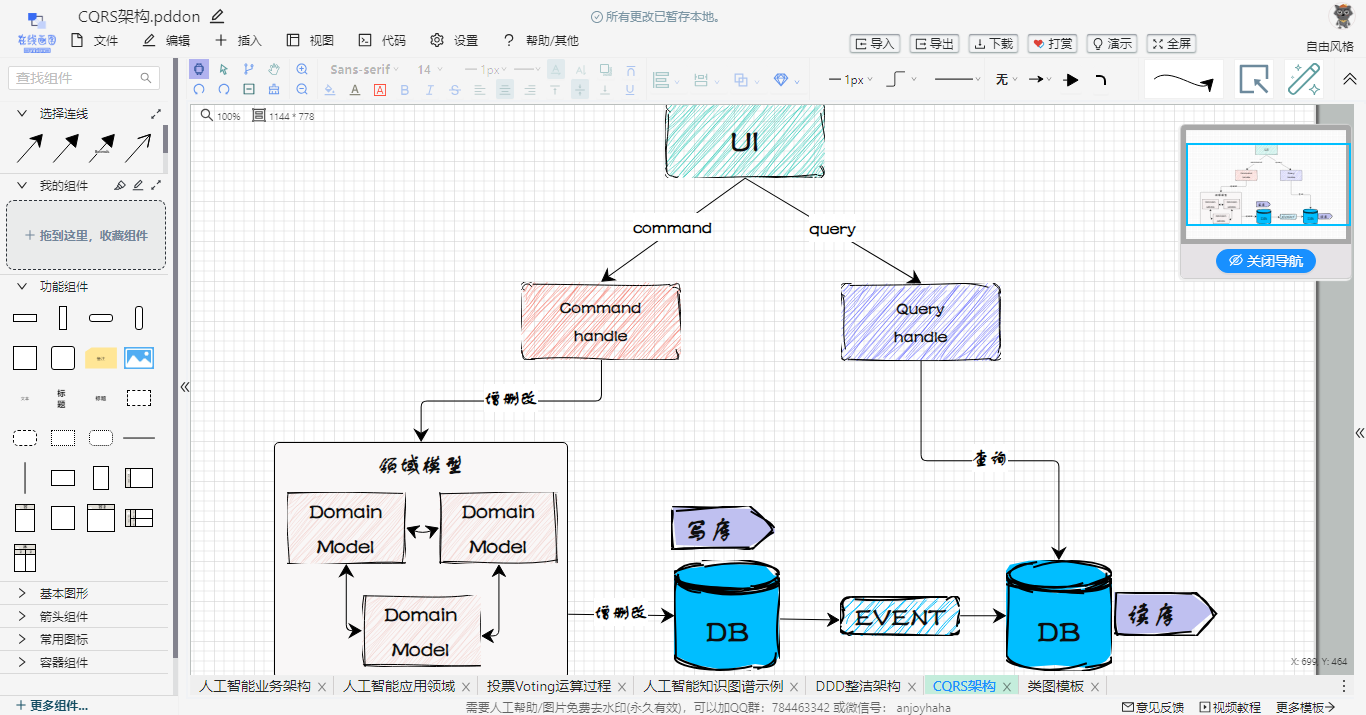 CQRS架构.pddon
所有更改已暂存本地。
在线画图
文件 编辑 插入 视图 代码 设置 帮助/其他
导入 导出 下载 打赏 演示 全屏
自由风格
查找组件
Sans-serif 14 1px
1px 无
选择连线
我的组件
+ 拖到这里，收藏组件
功能组件
标题
基本图形
箭头组件
常用图标
容器组件
+ 更多组件...
100% 1144 * 778
UI
command query
Command
handle
Query
handle
增删改
查询
领域模型
Domain
Model
Domain
Model
Domain
Model
增删改
写库
DB
EVENT
DB
读库
关闭导航
X: 699, Y: 464
人工智能业务架构 × 人工智能应用领域 × 投票Voting运算过程 × 人工智能知识图谱示例 × DDD整洁架构 × CQRS架构 × 类图模板 ×
需要人工帮助/图片免费去水印(永久有效)，可以加QQ群：784463342 或微信号： anjoyhaha
意见反馈 视频教程 更多模板